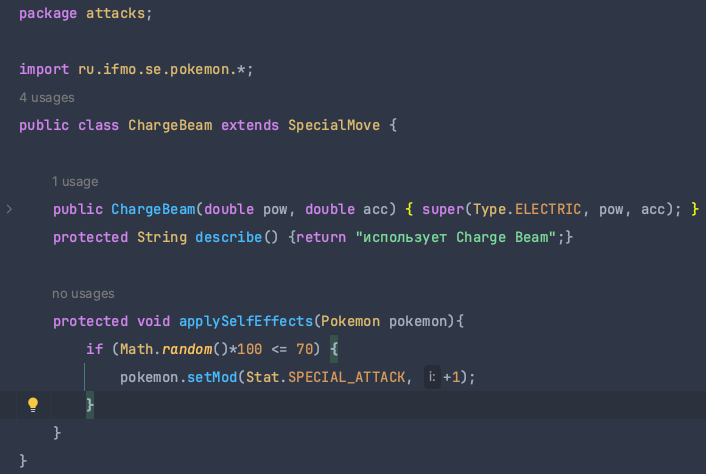 package attacks;
import ru.ifmo.se.pokemon.*;
4 usages
public class ChargeBeam extends SpecialMove {
1 usage
public ChargeBeam(double pow, double acc) { super(Type.ELECTRIC, pow, acc); }
protected String describe() {return "использует Charge Beam";}
no usages
protected void applySelfEffects(Pokemon pokemon){
if (Math.random()*100 <= 70) {
pokemon.setMod(Stat.SPECIAL_ATTACK, i: +1);
}
}
}